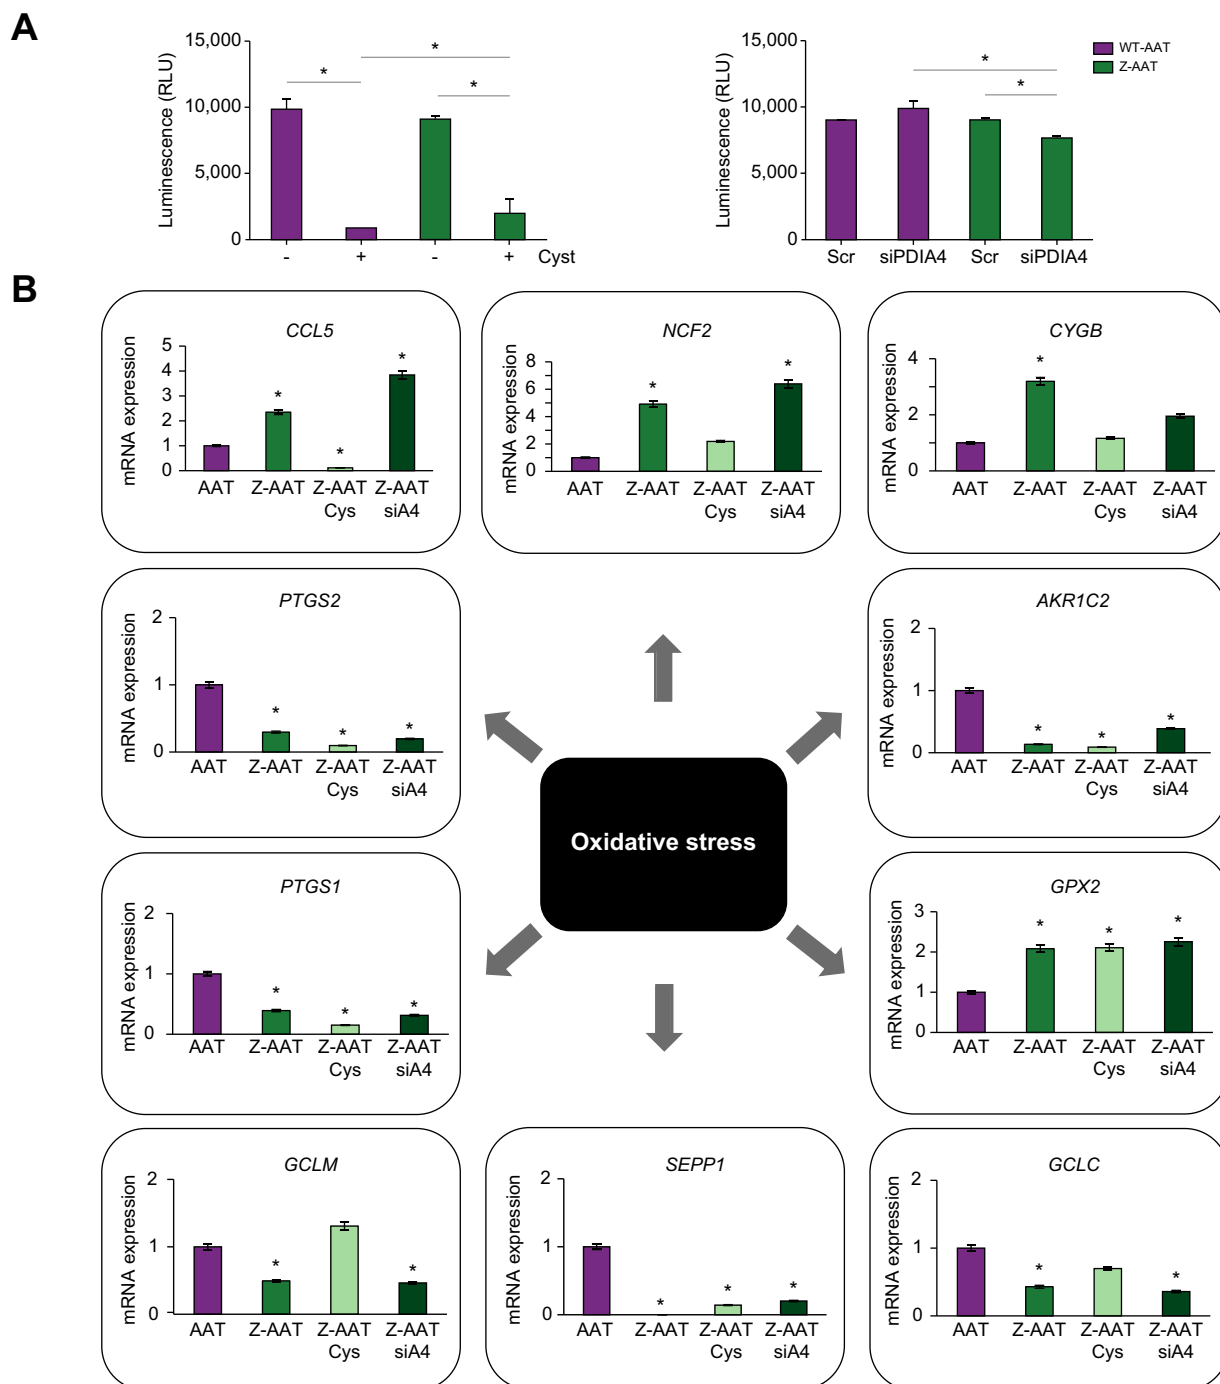 A
Luminescence (RLU)
15,000
10,000
5,000
0
*
*
*
- + - + Cyst
Luminescence (RLU)
15,000
10,000
5,000
0
*
*
Scr siPDIA4 Scr siPDIA4
WT-AAT
Z-AAT
B
CCL5
mRNA expression
5
4
3
2
1
0
* * *
AAT Z-AAT Z-AAT Z-AAT
Cys siA4
NCF2
mRNA expression
8
6
4
2
0
* *
AAT Z-AAT Z-AAT Z-AAT
Cys siA4
CYGB
mRNA expression
4
2
0
*
AAT Z-AAT Z-AAT Z-AAT
Cys siA4
PTGS2
mRNA expression
2
1
0
* * *
AAT Z-AAT Z-AAT Z-AAT
Cys siA4
AKR1C2
mRNA expression
2
1
0
* * *
AAT Z-AAT Z-AAT Z-AAT
Cys siA4
Oxidative stress
PTGS1
mRNA expression
2
1
0
* * *
AAT Z-AAT Z-AAT Z-AAT
Cys siA4
GPX2
mRNA expression
3
2
1
0
* * *
AAT Z-AAT Z-AAT Z-AAT
Cys siA4
GCLM
mRNA expression
2
1
0
* *
AAT Z-AAT Z-AAT Z-AAT
Cys siA4
SEPP1
mRNA expression
2
1
0
* * *
AAT Z-AAT Z-AAT Z-AAT
Cys siA4
GCLC
mRNA expression
2
1
0
* *
AAT Z-AAT Z-AAT Z-AAT
Cys siA4